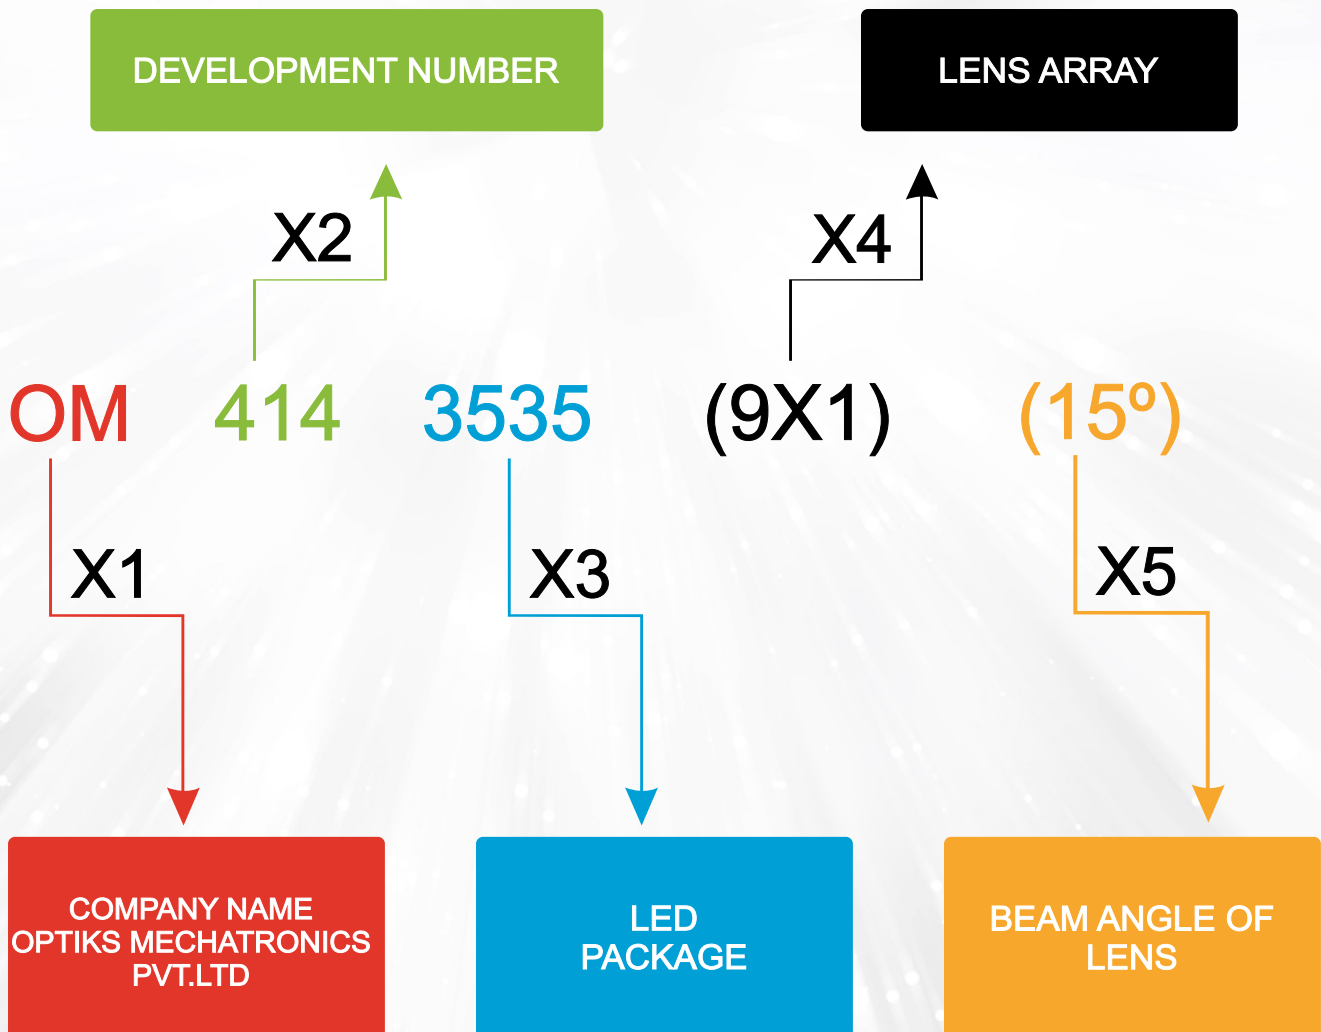 DEVELOPMENT NUMBER
LENS ARRAY
X2
X4
OM 414 3535 (9X1) (15º)
X1
X3
X5
COMPANY NAME
OPTIKS MECHATRONICS
PVT.LTD
LED
PACKAGE
BEAM ANGLE OF
LENS